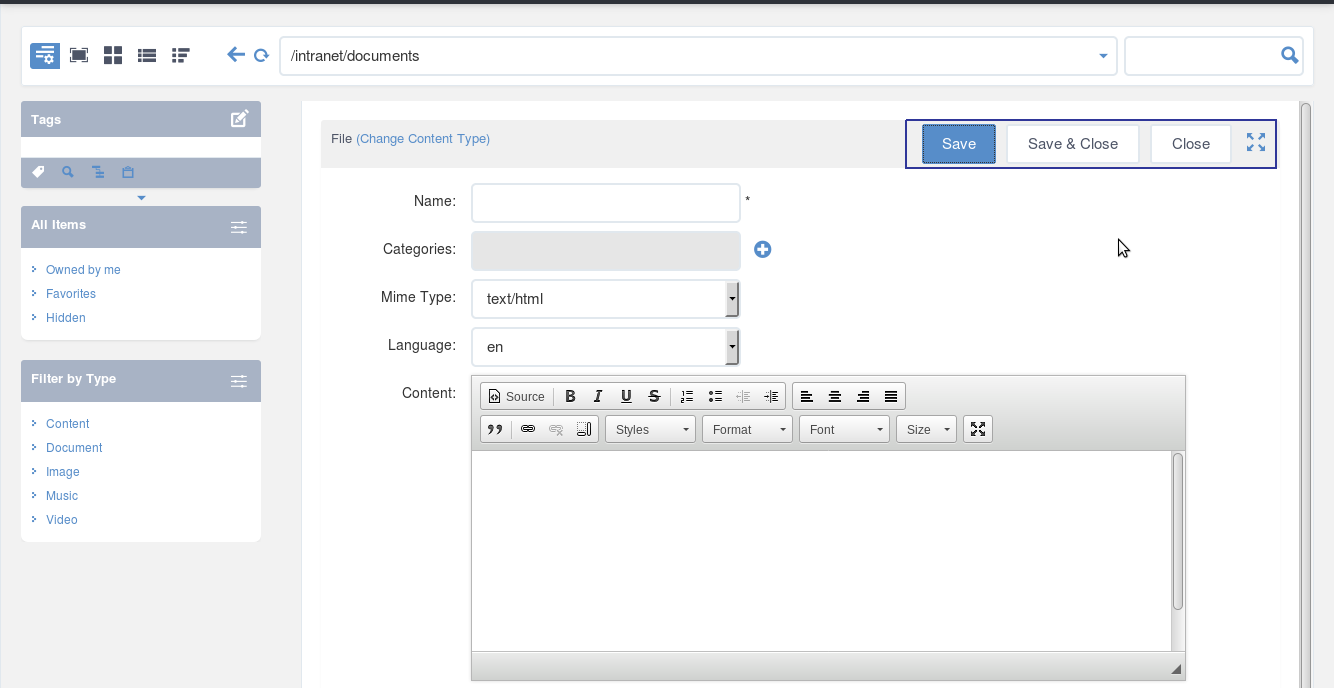 /intranet/documents
Tags
All Items
Owned by me
Favorites
Hidden
Filter by Type
Content
Document
Image
Music
Video
File (Change Content Type)
Save
Save & Close
Close
Name: *
Categories:
Mime Type: text/html
Language: en
Content:
Source B I U S
Styles Format Font Size